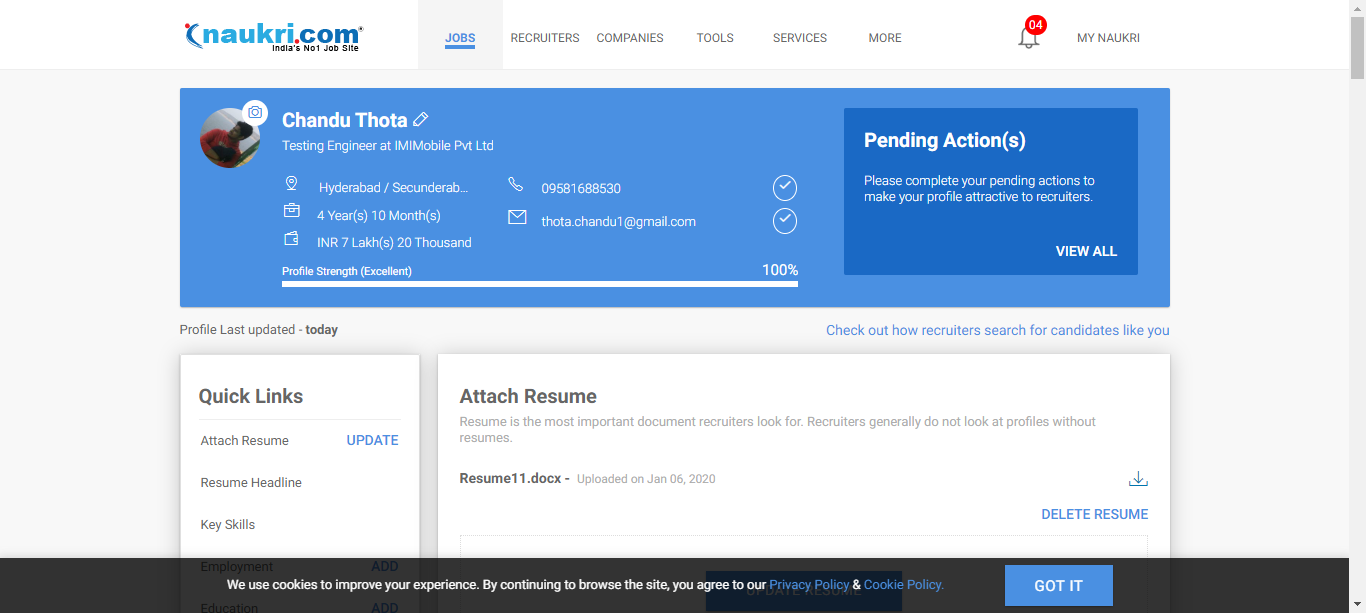 naukri.com
India's No1 Job Site
JOBS
RECRUITERS
COMPANIES
TOOLS
SERVICES
MORE
04
MY NAUKRI
Chandu Thota
Testing Engineer at IMIMobile Pvt Ltd
Hyderabad / Secunderab...
09581688530
4 Year(s) 10 Month(s)
thota.chandu1@gmail.com
INR 7 Lakh(s) 20 Thousand
Profile Strength (Excellent)
100%
Pending Action(s)
Please complete your pending actions to
make your profile attractive to recruiters.
VIEW ALL
Profile Last updated - today
Check out how recruiters search for candidates like you
Quick Links
Attach Resume UPDATE
Resume Headline
Key Skills
Employment ADD
Education ADD
Attach Resume
Resume is the most important document recruiters look for. Recruiters generally do not look at profiles without
resumes.
Resume11.docx - Uploaded on Jan 06, 2020
DELETE RESUME
UPDATE RESUME
We use cookies to improve your experience. By continuing to browse the site, you agree to our Privacy Policy & Cookie Policy.
GOT IT